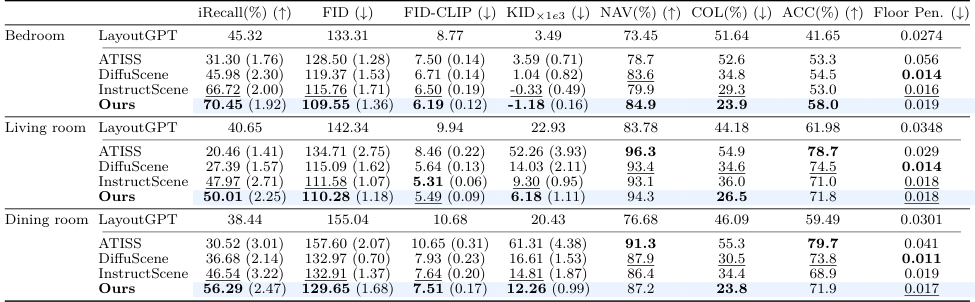 iRecall(%) (↑) FID (↓) FID-CLIP (↓) KID×1e3 (↓) NAV(%) (↑) COL(%) (↓) ACC(%) (↑) Floor Pen. (↓)
Bedroom LayoutGPT 45.32 133.31 8.77 3.49 73.45 51.64 41.65 0.0274
ATISS 31.30 (1.76) 128.50 (1.28) 7.50 (0.14) 3.59 (0.71) 78.7 52.6 53.3 0.056
DiffuScene 45.98 (2.30) 119.37 (1.53) 6.71 (0.14) 1.04 (0.82) 83.6 34.8 54.5 0.014
InstructScene 66.72 (2.00) 115.76 (1.71) 6.50 (0.19) -0.33 (0.49) 79.9 29.3 53.0 0.016
Ours 70.45 (1.92) 109.55 (1.36) 6.19 (0.12) -1.18 (0.16) 84.9 23.9 58.0 0.019
Living room LayoutGPT 40.65 142.34 9.94 22.93 83.78 44.18 61.98 0.0348
ATISS 20.46 (1.41) 134.71 (2.75) 8.46 (0.22) 52.26 (3.93) 96.3 54.9 78.7 0.029
DiffuScene 27.39 (1.57) 115.09 (1.62) 5.64 (0.13) 14.03 (2.11) 93.4 34.6 74.5 0.014
InstructScene 47.97 (2.71) 111.58 (1.07) 5.31 (0.06) 9.30 (0.95) 93.1 36.0 71.0 0.018
Ours 50.01 (2.25) 110.28 (1.18) 5.49 (0.09) 6.18 (1.11) 94.3 26.5 71.8 0.018
Dining room LayoutGPT 38.44 155.04 10.68 20.43 76.68 46.09 59.49 0.0301
ATISS 30.52 (3.01) 157.60 (2.07) 10.65 (0.31) 61.31 (4.38) 91.3 55.3 79.7 0.041
DiffuScene 36.68 (2.14) 132.97 (0.70) 7.93 (0.23) 16.61 (1.53) 87.9 30.5 73.8 0.011
InstructScene 46.54 (3.22) 132.91 (1.37) 7.64 (0.20) 14.81 (1.87) 86.4 34.4 68.9 0.019
Ours 56.29 (2.47) 129.65 (1.68) 7.51 (0.17) 12.26 (0.99) 87.2 23.8 71.9 0.017